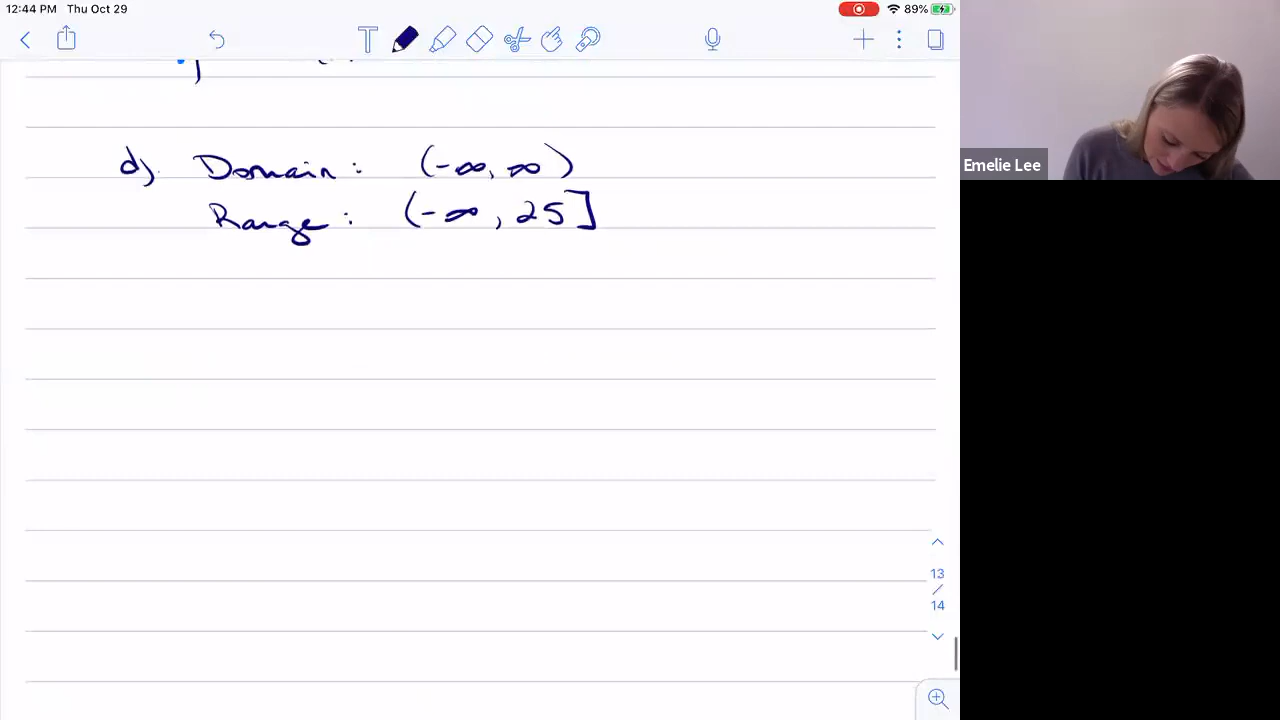 12:44 PM Thu Oct 29
89%
T
d). Domain: (-∞, ∞)
Range: (-∞, 25]
Emelie Lee
13
/
14